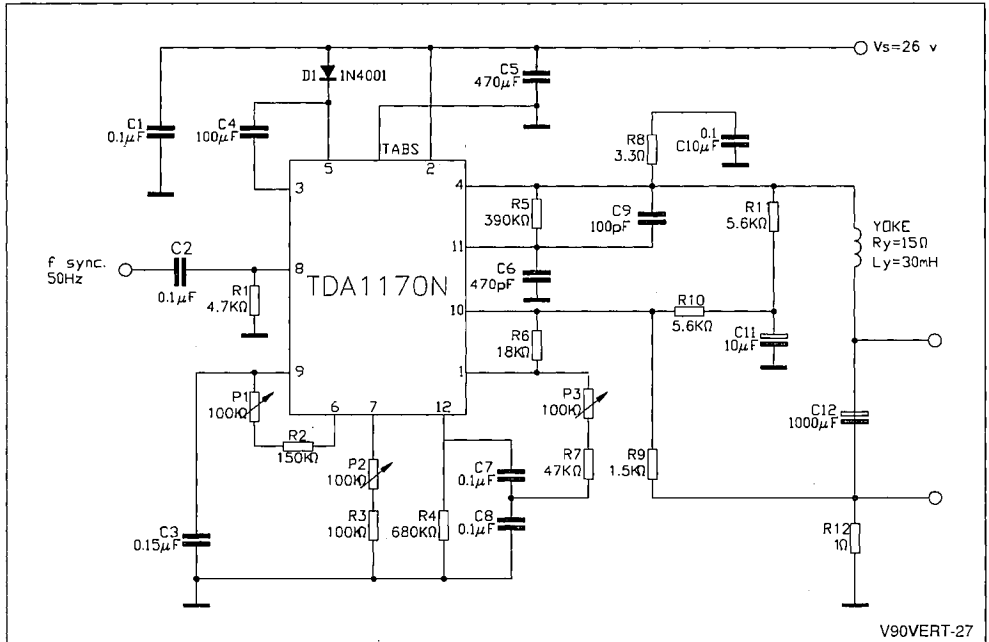 Vs=26 v
D1
1N4001
C5
470µF
C1
0.1µF
C4
100µF
TABS
5
2
3
R8
3.3Ω
0.1
C10µF
4
R5
390KΩ
C9
100pF
R11
5.6KΩ
YOKE
Ry=15Ω
Ly=30mH
f sync.
50Hz
C2
0.1µF
R1
4.7KΩ
8
TDA1170N
11
C6
470pF
10
R10
5.6KΩ
R6
18KΩ
C11
10µF
9
1
P1
100KΩ
6
7
12
P3
100KΩ
C12
1000µF
R2
150KΩ
P2
100KΩ
C7
0.1µF
R7
47KΩ
R9
1.5KΩ
C3
0.15µF
R3
100KΩ
R4
680KΩ
C8
0.1µF
R12
1Ω
V90VERT-27